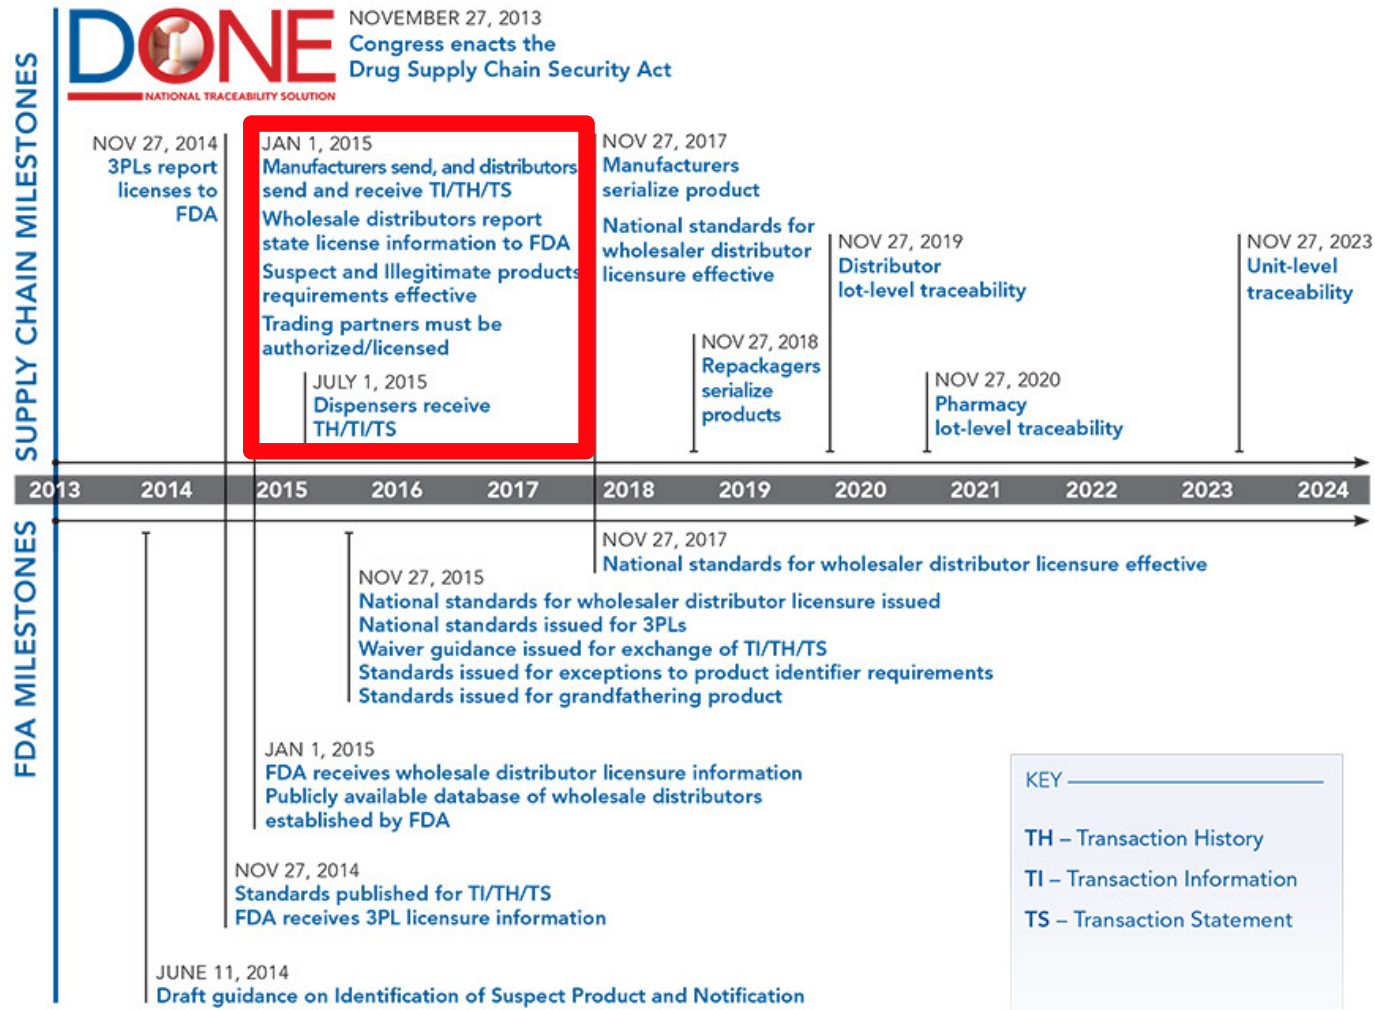 DONE
NATIONAL TRACEABILITY SOLUTION
NOVEMBER 27, 2013
Congress enacts the
Drug Supply Chain Security Act
SUPPLY CHAIN MILESTONES
NOV 27, 2014
3PLs report
licenses to
FDA
JAN 1, 2015
Manufacturers send, and distributors
send and receive TI/TH/TS
Wholesale distributors report
state license information to FDA
Suspect and Illegitimate products
requirements effective
Trading partners must be
authorized/licensed
JULY 1, 2015
Dispensers receive
TH/TI/TS
NOV 27, 2017
Manufacturers
serialize product
National standards for
wholesaler distributor
licensure effective
NOV 27, 2018
Repackagers
serialize
products
NOV 27, 2019
Distributor
lot-level traceability
NOV 27, 2020
Pharmacy
lot-level traceability
NOV 27, 2023
Unit-level
traceability
2013 2014 2015 2016 2017 2018 2019 2020 2021 2022 2023 2024
FDA MILESTONES
NOV 27, 2017
National standards for wholesaler distributor licensure effective
NOV 27, 2015
National standards for wholesaler distributor licensure issued
National standards issued for 3PLs
Waiver guidance issued for exchange of TI/TH/TS
Standards issued for exceptions to product identifier requirements
Standards issued for grandfathering product
JAN 1, 2015
FDA receives wholesale distributor licensure information
Publicly available database of wholesale distributors
established by FDA
NOV 27, 2014
Standards published for TI/TH/TS
FDA receives 3PL licensure information
JUNE 11, 2014
Draft guidance on Identification of Suspect Product and Notification
KEY
TH – Transaction History
TI – Transaction Information
TS – Transaction Statement